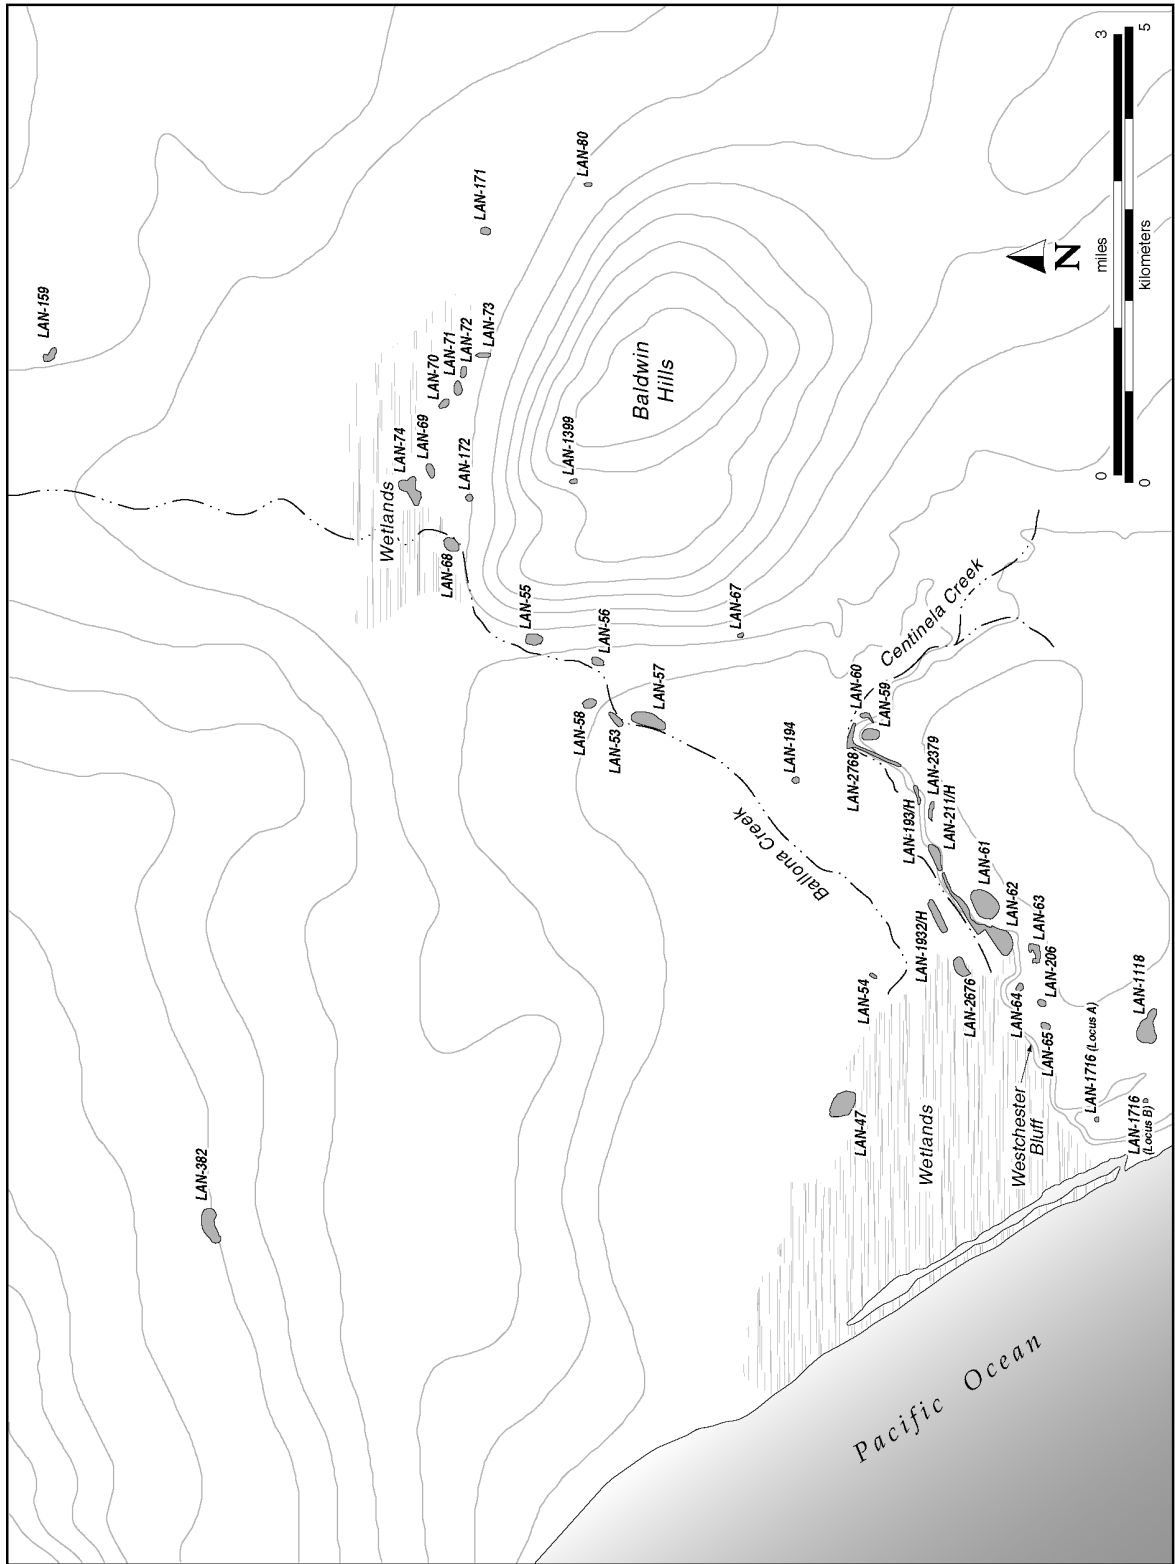 LAN-382
LAN-159
Wetlands
LAN-74
LAN-69
LAN-70
LAN-71
LAN-72
LAN-73
LAN-171
LAN-80
LAN-68
LAN-172
LAN-1399
Baldwin
Hills
LAN-55
LAN-56
LAN-58
LAN-53
LAN-57
LAN-67
LAN-194
Ballona Creek
Centinela Creek
LAN-60
LAN-59
LAN-2768
LAN-2379
LAN-193/H
LAN-211/H
LAN-61
LAN-62
LAN-63
LAN-206
LAN-1932/H
LAN-54
LAN-2676
LAN-64
LAN-65
LAN-47
Wetlands
Westchester
Bluff
LAN-1716 (Locus A)
LAN-1716
(Locus B)
LAN-1118
Pacific Ocean
N
0 miles 3
0 kilometers 5